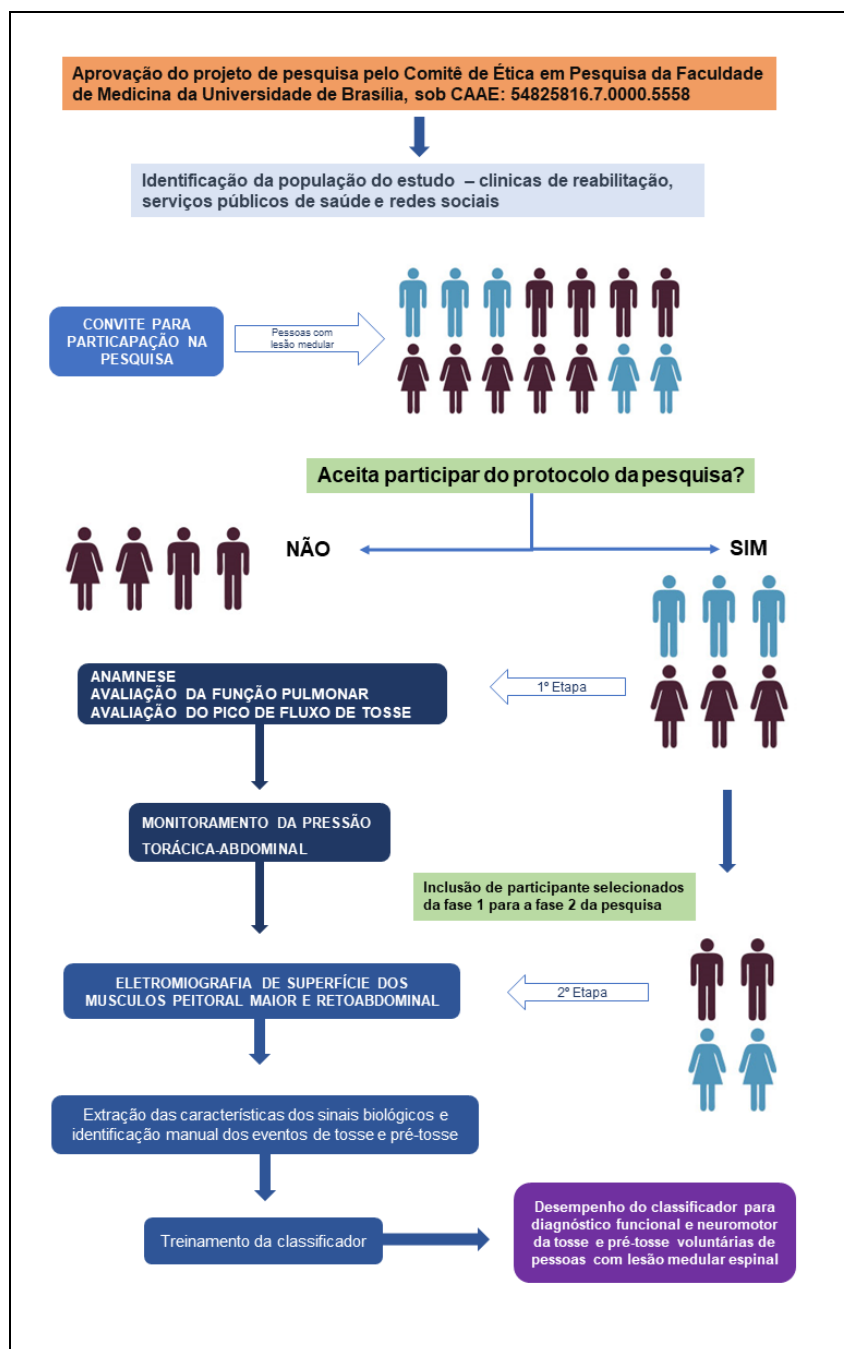 Aprovação do projeto de pesquisa pelo Comitê de Ética em Pesquisa da Faculdade
de Medicina da Universidade de Brasília, sob CAAE: 54825816.7.0000.5558
Identificação da população do estudo – clinicas de reabilitação,
serviços públicos de saúde e redes sociais
CONVITE PARA
PARTICAPAÇÃO NA
PESQUISA
Pessoas com
lesão medular
Aceita participar do protocolo da pesquisa?
NÃO
SIM
1º Etapa
ANAMNESE
AVALIAÇÃO DA FUNÇÃO PULMONAR
AVALIAÇÃO DO PICO DE FLUXO DE TOSSE
MONITORAMENTO DA PRESSÃO
TORÁCICA-ABDOMINAL
Inclusão de participante selecionados
da fase 1 para a fase 2 da pesquisa
2º Etapa
ELETROMIOGRAFIA DE SUPERFÍCIE DOS
MUSCULOS PEITORAL MAIOR E RETOABDOMINAL
Extração das características dos sinais biológicos e
identificação manual dos eventos de tosse e pré-tosse
Treinamento da classificador
Desempenho do classificador para
diagnóstico funcional e neuromotor
da tosse e pré-tosse voluntárias de
pessoas com lesão medular espinal